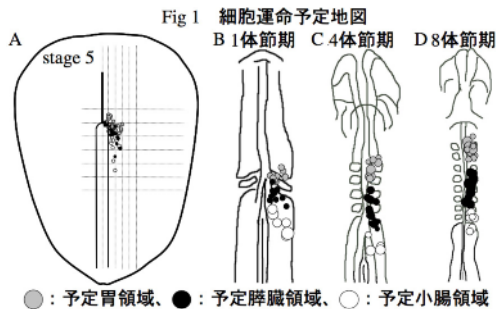 Fig 1 細胞運命予定地図
A B 1体節期 C 4体節期 D 8体節期
stage 5
：予定胃領域、 ：予定膵臓領域、 ：予定小腸領域